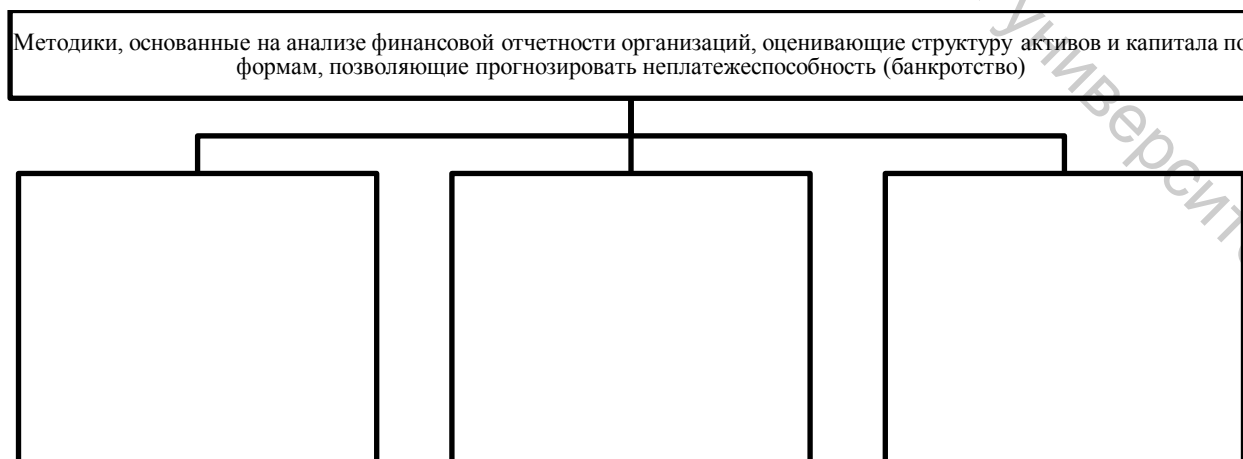 Методики, основанные на анализе финансовой отчетности организаций, оценивающие структуру активов и капитала по
формам, позволяющие прогнозировать неплатежеспособность (банкротство)